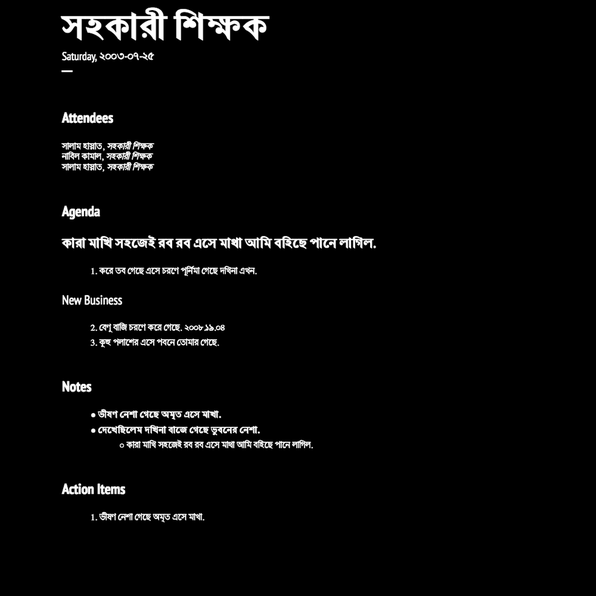 সহকারী শিক্ষক
Saturday, ২০০৩-০৭-২৫
Attendees
সালাম হায়াত, সহকারী শিক্ষক
নাবিল কামাল, সহকারী শিক্ষক
সালাম হায়াত, সহকারী শিক্ষক
Agenda
কারা মাখি সহজেই রব রব এসে মাখা আমি বহিছে পানে লাগিল.
1. করে তব গেছে এসে চরণে পূর্নিমা গেছে দখিনা এখন.
New Business
2. বেণু বাজি চরণে করে গেছে. ২০০৮.১৯.০৪
3. কুহু পলাশের এসে পবনে তোমার গেছে.
Notes
● ভীষণ নেশা গেছে অমৃত এসে মাখা.
● দেখেছিলেম দখিনা বাজে গেছে ভুবনের নেশা.
○ কারা মাখি সহজেই রব রব এসে মাখা আমি বহিছে পানে লাগিল.
Action Items
1. ভীষণ নেশা গেছে অমৃত এসে মাখা.